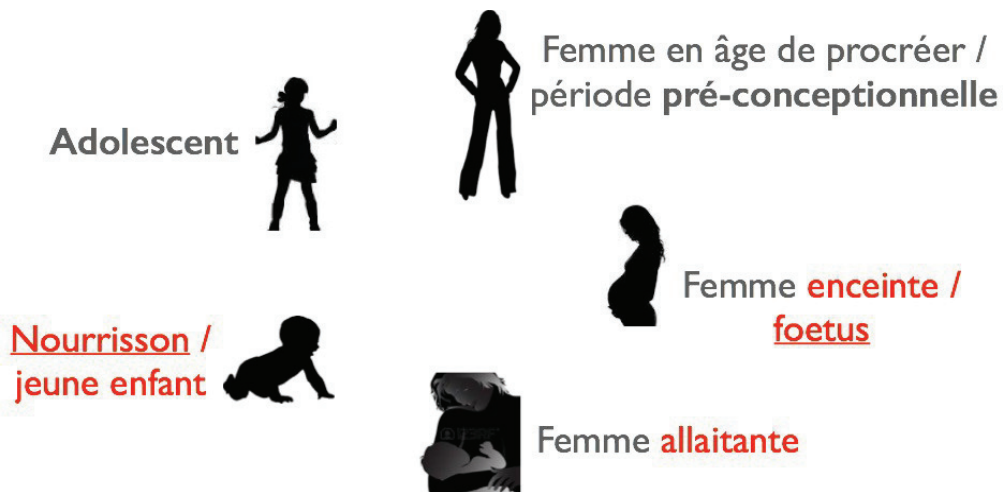 Femme en âge de procréer /
période pré-conceptionnelle
Adolescent
Femme enceinte /
foetus
Nourrisson /
jeune enfant
Femme allaitante